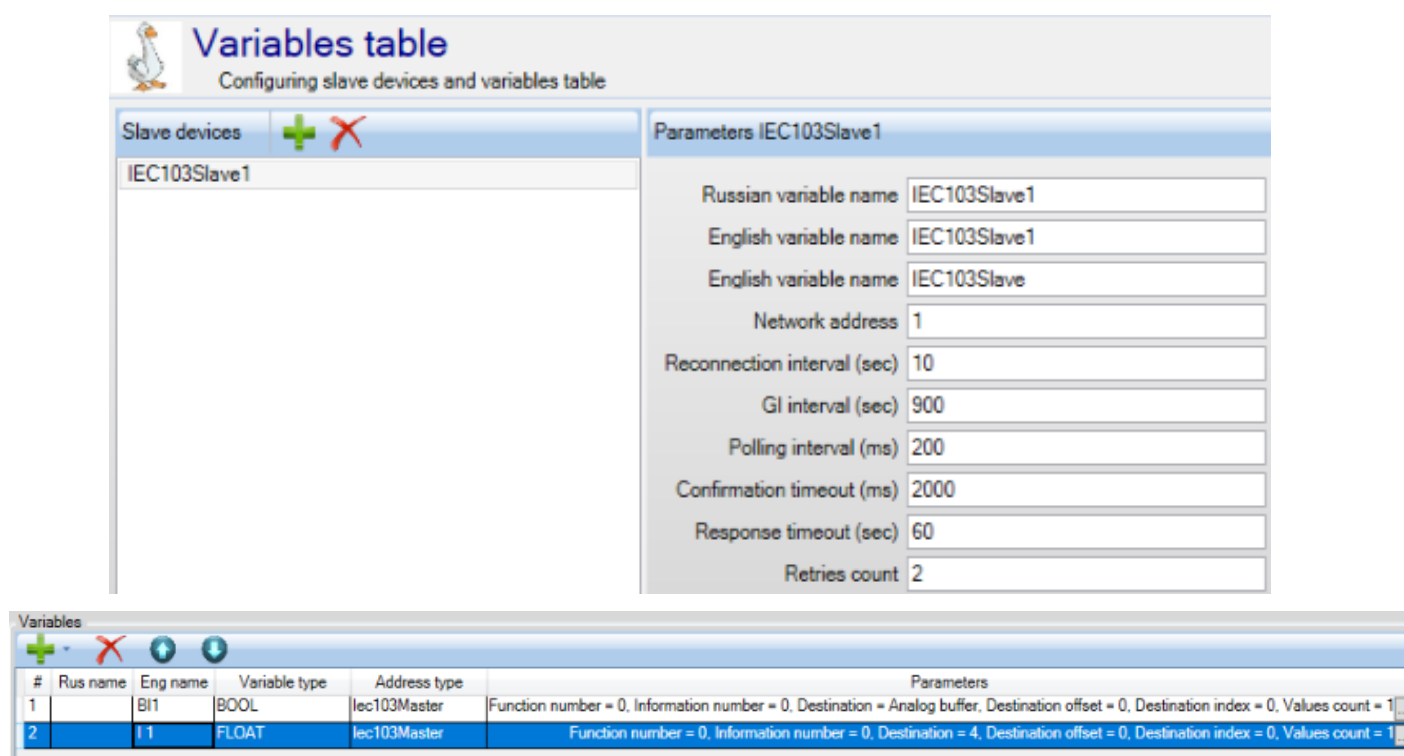 Variables table
Configuring slave devices and variables table
Slave devices
IEC103Slave1
Parameters IEC103Slave1
Russian variable name IEC103Slave1
English variable name IEC103Slave1
English variable name IEC103Slave
Network address 1
Reconnection interval (sec) 10
GI interval (sec) 900
Polling interval (ms) 200
Confirmation timeout (ms) 2000
Response timeout (sec) 60
Retries count 2
Variables
# Rus name Eng name Variable type Address type Parameters
1 BI1 BOOL Iec103Master Function number = 0, Information number = 0, Destination = Analog buffer, Destination offset = 0, Destination index = 0, Values count = 1 ...
2 I 1 FLOAT Iec103Master Function number = 0, Information number = 0, Destination = 4, Destination offset = 0, Destination index = 0, Values count = 1 ...